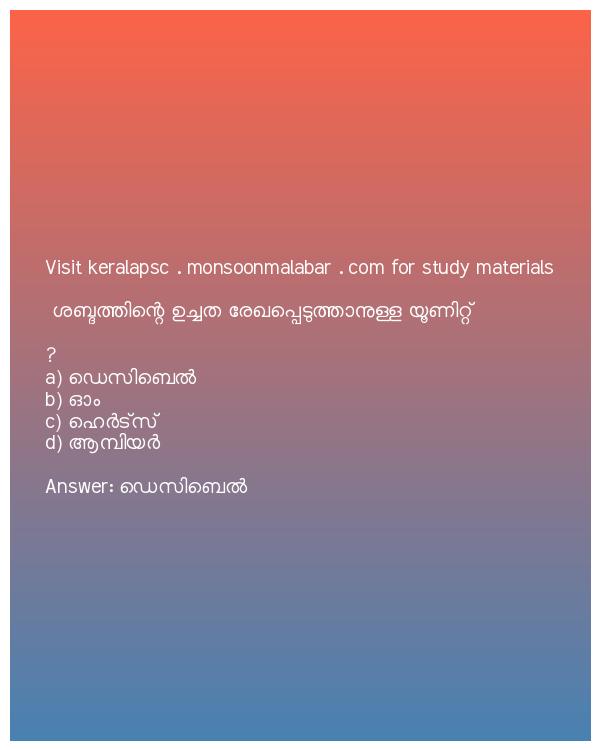 Visit keralapsc . monsoonmalabar . com for study materials
ശബ്ദത്തിന്റെ ഉച്ചത രേഖപ്പെടുത്താനുള്ള യൂണിറ്റ്
?
a) ഡെസിബെൽ
b) ഓം
c) ഹെർട്സ്
d) ആമ്പിയർ
Answer: ഡെസിബെൽ